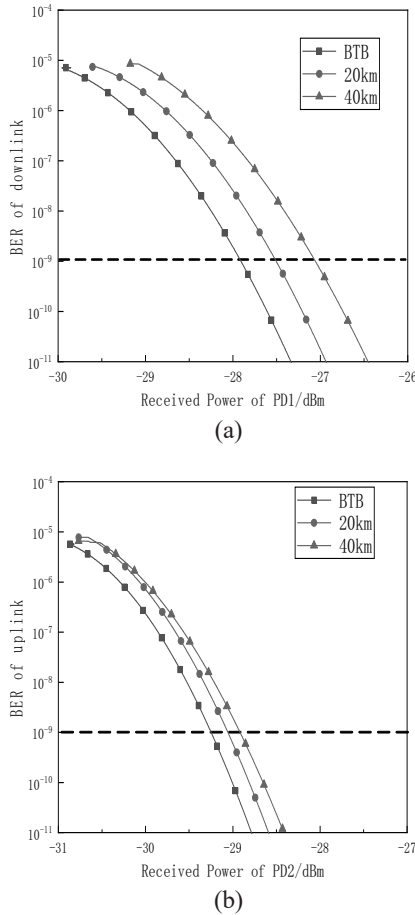 10⁻⁴
10⁻⁵
10⁻⁶
10⁻⁷
10⁻⁸
10⁻⁹
10⁻¹⁰
10⁻¹¹
BER of downlink
BTB
20km
40km
-30 -29 -28 -27 -26
Received Power of PD1/dBm
(a)
10⁻⁴
10⁻⁵
10⁻⁶
10⁻⁷
10⁻⁸
10⁻⁹
10⁻¹⁰
10⁻¹¹
BER of uplink
BTB
20km
40km
-31 -30 -29 -28 -27
Received Power of PD2/dBm
(b)